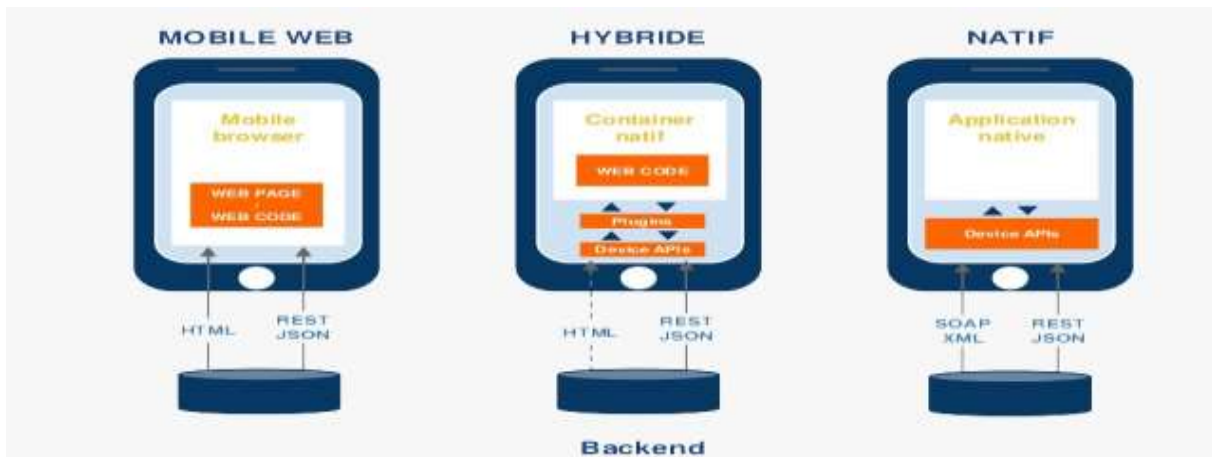 MOBILE WEB
HYBRIDE
NATIF
Mobile
browser
WEB PAGE
/
WEB CODE
Container
natif
WEB CODE
Plugins
Device APIs
Application
native
Device APIs
HTML
REST
JSON
HTML
REST
JSON
SOAP
XML
REST
JSON
Backend